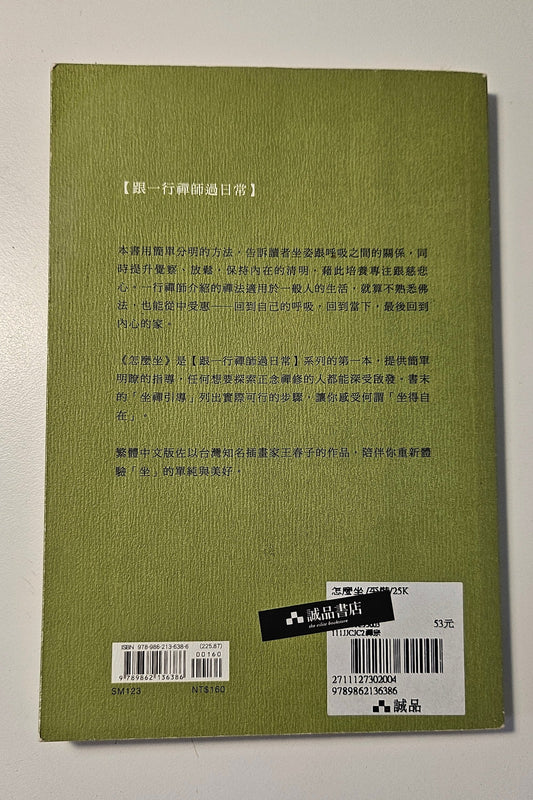 【跟一行禪師過日常】
本書用簡單分明的方法，告訴讀者坐姿跟呼吸之間的關係，同
時提升覺察、放鬆，保持內在的清明，藉此培養專注跟慈悲
心。一行禪師介紹的禪法適用於一般人的生活，就算不熟悉佛
法，也能從中受惠——回到自己的呼吸，回到當下，最後回到
內心的家。
《怎麼坐》是【跟一行禪師過日常】系列的第一本，提供簡單
明瞭的指導，任何想要探索正念禪修的人都能深受啟發。書末
的「坐禪引導」列出實際可行的步驟，讓你感受何謂「坐得自
在」。
繁體中文版佐以台灣知名插畫家王春子的作品，陪伴你重新體
驗「坐」的單純與美好。
ISBN 978-986-213-638-6 (225.87)
00160
9789862136386
SM123 NT$160
怎麼坐 /平裝/25K
誠品書店
the eslite bookstore
53元
2711127302004
9789862136386
誠品